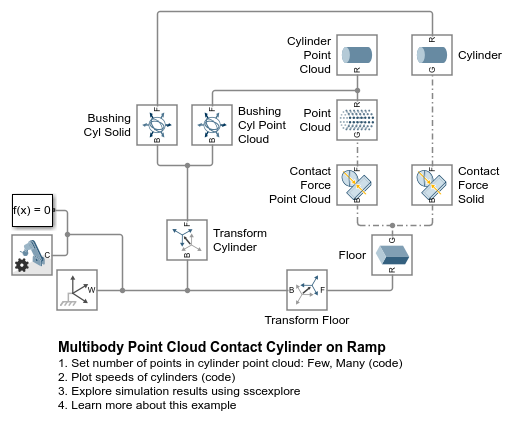 R
Cylinder
Point
Cloud
R
Cylinder
G
R
Bushing
Cyl Solid
F
B
F
B
Bushing
Cyl Point
Cloud
Point
Cloud
R
G
Contact
Force
Point Cloud
F
B
F
B
Contact
Force
Solid
f(x) = 0
C
W
F
B
Transform
Cylinder
Floor
G
R
B
F
Transform Floor
Multibody Point Cloud Contact Cylinder on Ramp
1. Set number of points in cylinder point cloud: Few, Many (code)
2. Plot speeds of cylinders (code)
3. Explore simulation results using sscexplore
4. Learn more about this example